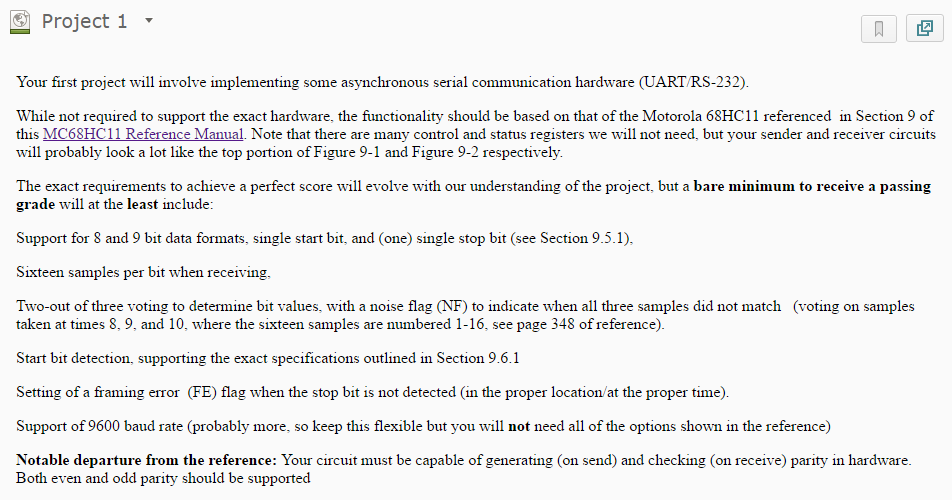 Project 1
Your first project will involve implementing some asynchronous serial communication hardware (UART/RS-232).
While not required to support the exact hardware, the functionality should be based on that of the Motorola 68HC11 referenced in Section 9 of
this MC68HC11 Reference Manual. Note that there are many control and status registers we will not need, but your sender and receiver circuits
will probably look a lot like the top portion of Figure 9-1 and Figure 9-2 respectively.
The exact requirements to achieve a perfect score will evolve with our understanding of the project, but a bare minimum to receive a passing
grade will at the least include:
Support for 8 and 9 bit data formats, single start bit, and (one) single stop bit (see Section 9.5.1),
Sixteen samples per bit when receiving,
Two-out of three voting to determine bit values, with a noise flag (NF) to indicate when all three samples did not match (voting on samples
taken at times 8, 9, and 10, where the sixteen samples are numbered 1-16, see page 348 of reference).
Start bit detection, supporting the exact specifications outlined in Section 9.6.1
Setting of a framing error (FE) flag when the stop bit is not detected (in the proper location/at the proper time).
Support of 9600 baud rate (probably more, so keep this flexible but you will not need all of the options shown in the reference)
Notable departure from the reference: Your circuit must be capable of generating (on send) and checking (on receive) parity in hardware.
Both even and odd parity should be supported